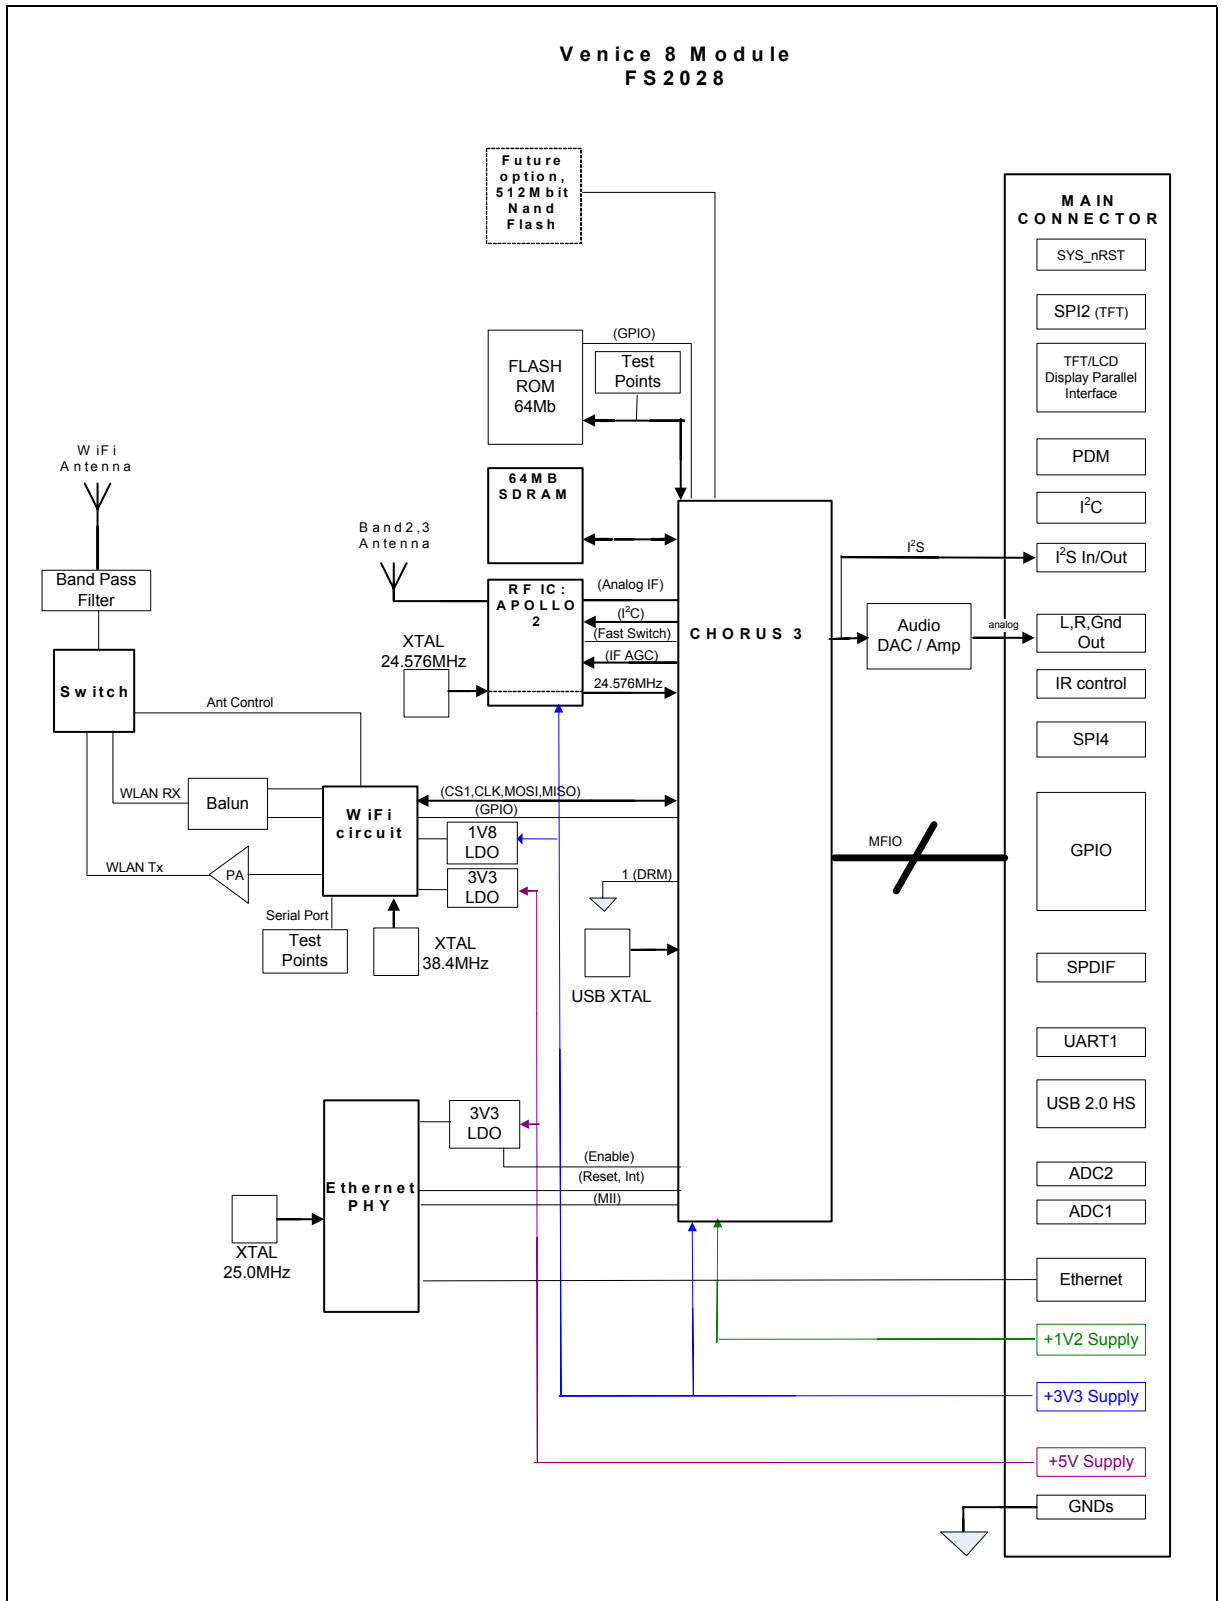 Venice 8 Module
FS2028
Future
option,
512Mbit
Nand
Flash
MAIN
CONNECTOR
SYS_nRST
SPI2 (TFT)
TFT/LCD
Display Parallel
Interface
PDM
I²C
I²S In/Out
L,R,Gnd
Out
IR control
SPI4
GPIO
SPDIF
UART1
USB 2.0 HS
ADC2
ADC1
Ethernet
+1V2 Supply
+3V3 Supply
+5V Supply
GNDs
(GPIO)
FLASH
ROM
64Mb
Test
Points
64MB
SDRAM
WiFi
Antenna
Band2,3
Antenna
Band Pass
Filter
RF IC:
APOLLO
2
(Analog IF)
(I²C)
(Fast Switch)
(IF AGC)
24.576MHz
XTAL
24.576MHz
CHORUS 3
I²S
Audio
DAC / Amp
analog
Switch
Ant Control
WLAN RX
Balun
WiFi
circuit
(CS1,CLK,MOSI,MISO)
(GPIO)
1V8
LDO
3V3
LDO
WLAN Tx
PA
Serial Port
Test
Points
XTAL
38.4MHz
1 (DRM)
USB XTAL
MFIO
3V3
LDO
(Enable)
(Reset, Int)
(MII)
Ethernet
PHY
XTAL
25.0MHz